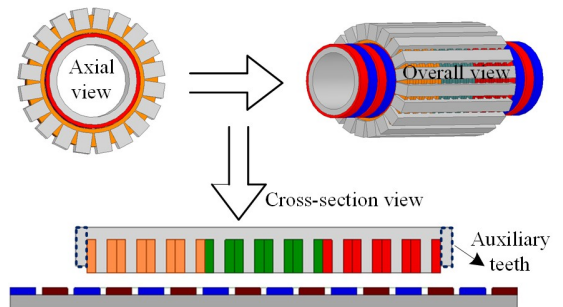 Axial
view
Overall view
Cross-section view
Auxiliary
teeth